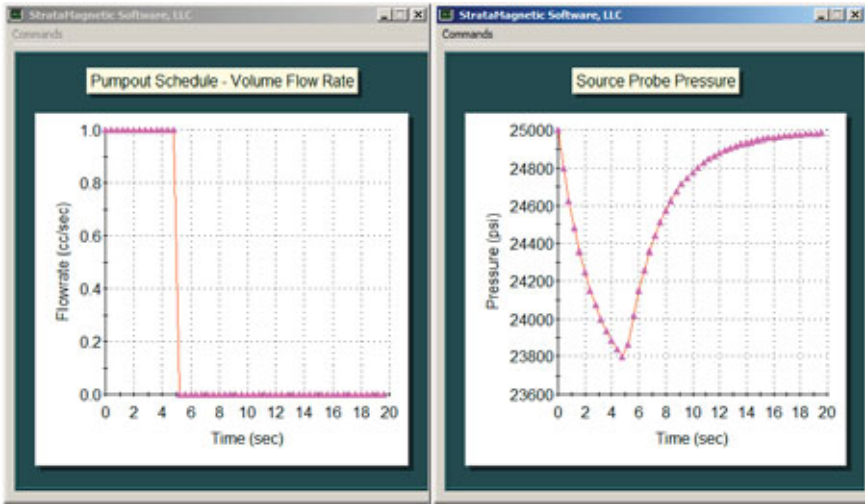 StrataMagnetic Software, LLC
Commands
Pumpout Schedule - Volume Flow Rate
1.0
0.8
0.6
0.4
0.2
0.0
Flowrate (cc/sec)
0 2 4 6 8 10 12 14 16 18 20
Time (sec)
StrataMagnetic Software, LLC
Commands
Source Probe Pressure
25000
24800
24600
24400
24200
24000
23800
23600
Pressure (psi)
0 2 4 6 8 10 12 14 16 18 20
Time (sec)